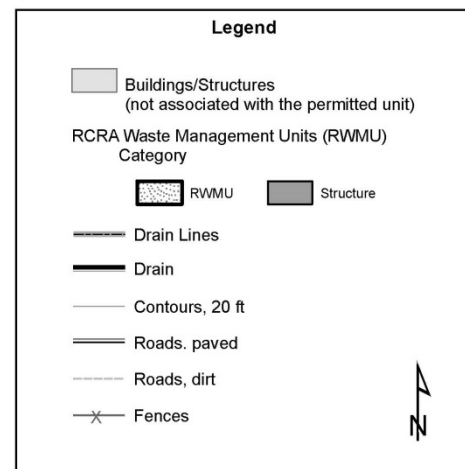 Legend
Buildings/Structures
(not associated with the permitted unit)
RCRA Waste Management Units (RWMU)
Category
RWMU
Structure
Drain Lines
Drain
Contours, 20 ft
Roads. paved
Roads, dirt
Fences
N